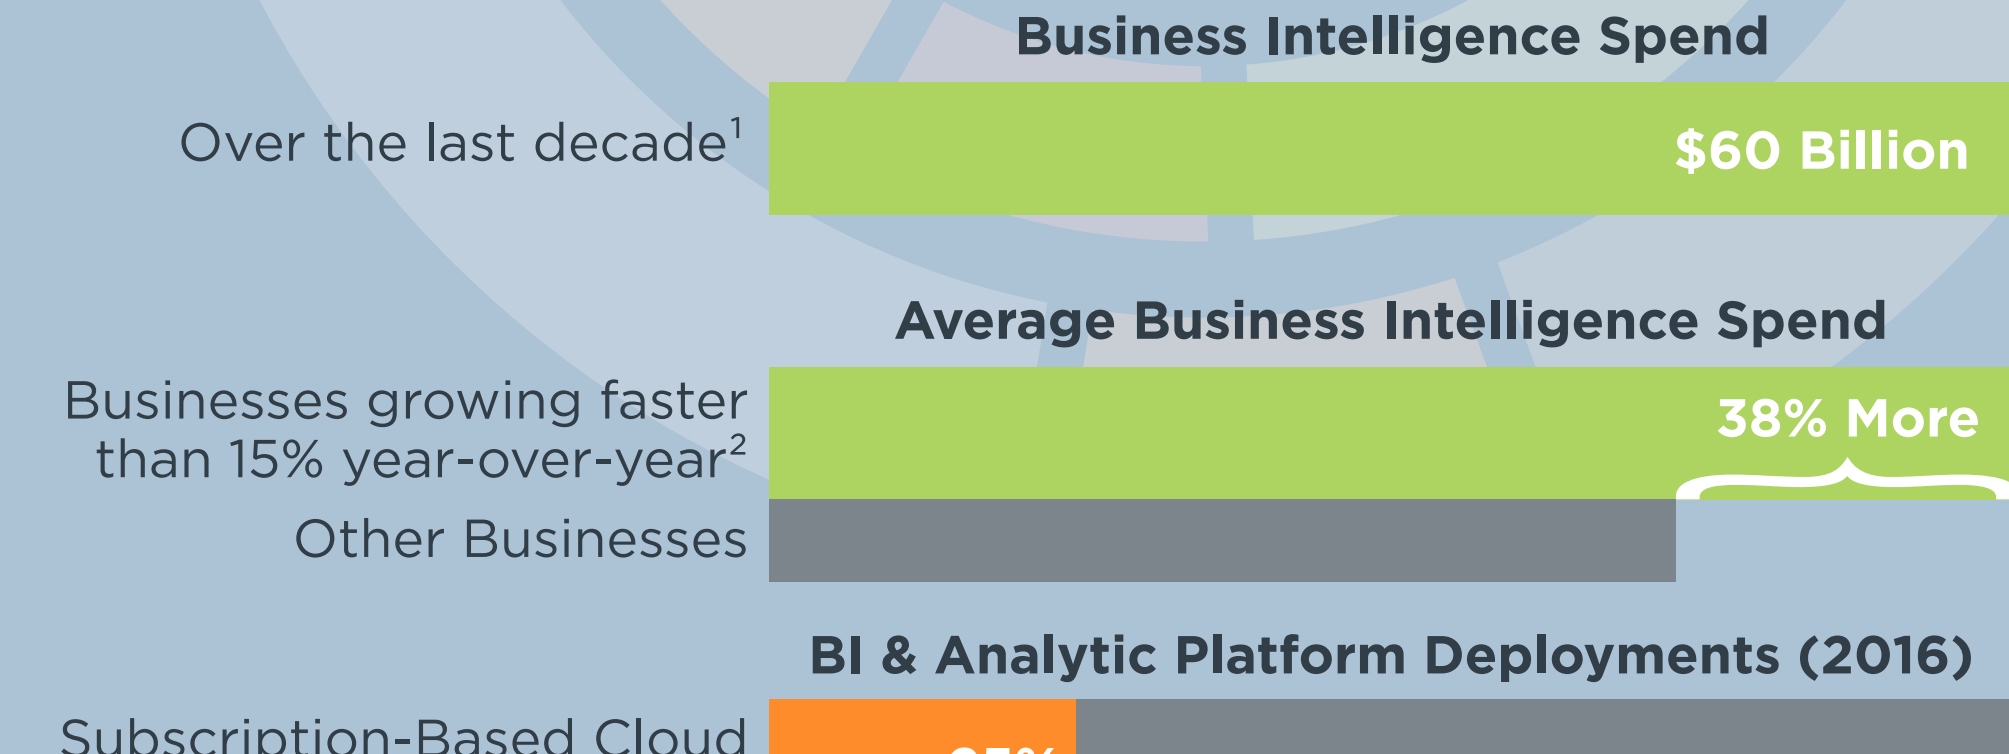 Business Intelligence Spend
Over the last decade¹
$60 Billion
Average Business Intelligence Spend
Businesses growing faster
than 15% year-over-year²
38% More
Other Businesses
BI & Analytic Platform Deployments (2016)
Subscription-Based Cloud